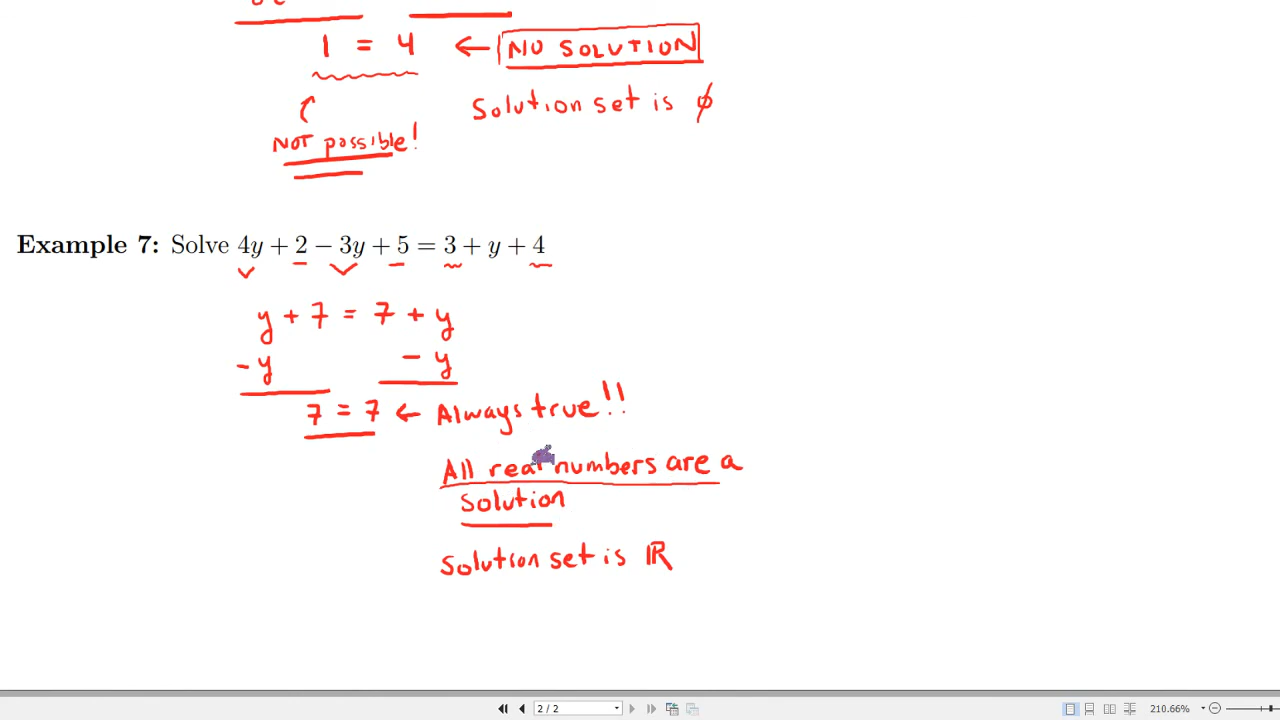 1 = 4 ← NO SOLUTION
Solution set is ϕ
NOT possible!
Example 7: Solve 4y + 2 − 3y + 5 = 3 + y + 4
y + 7 = 7 + y
-y - y
7 = 7 ← Always true!!
All real numbers are a
solution
Solution set is ℝ
2 / 2
210.66%